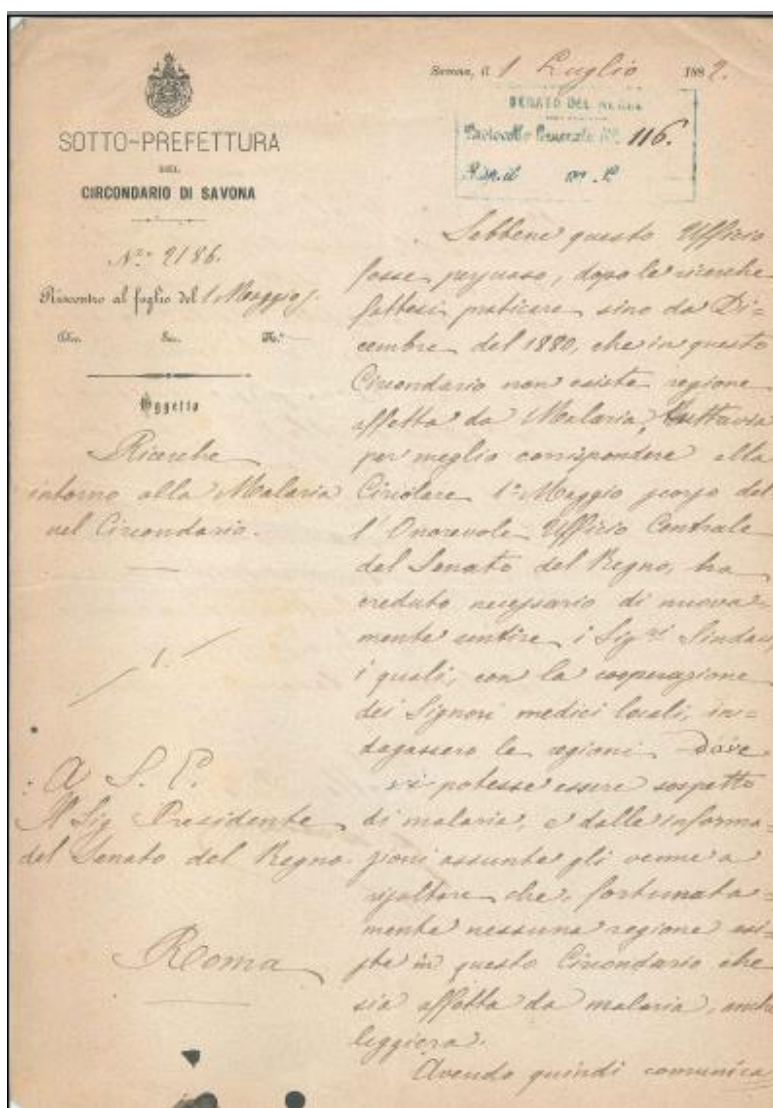 Savona, il 1 Luglio 1882.
SENATO DEL REGNO
Protocollo Generale N.° 116.
SOTTO-PREFETTURA
DEL
CIRCONDARIO DI SAVONA
N.° 2186.
Riscontro al foglio del 1 Maggio
Div. Sez. N.°
Oggetto
Ricerche
intorno alla Malaria
nel Circondario.
1.
A S. E.
Il Sig Presidente
del Senato del Regno
Roma
Sebbene questo Ufficio
fosse persuaso, dopo le ricerche
fattesi praticare sino da Di=
cembre del 1880, che in questo
Circondario non esiste regione
affetta da Malaria, tuttavia
per meglio corrispondere alla
Circolare 1° Maggio scorso del
l'Onorevole Ufficio Centrale
del Senato del Regno, ha
creduto necessario di nuova=
mente sentire i Sig.ri Sindaci,
i quali, con la cooperazione
dei Signori medici locali, in=
dagassero le regioni dove
vi potesse essere sospetto
di malaria, e dalle informa=
zioni assunte gli venne a
risultare che, fortunata=
mente nessuna regione esi=
ste in questo Circondario che
sia affetta da malaria, anche
leggiera.
Avendo quindi comunica